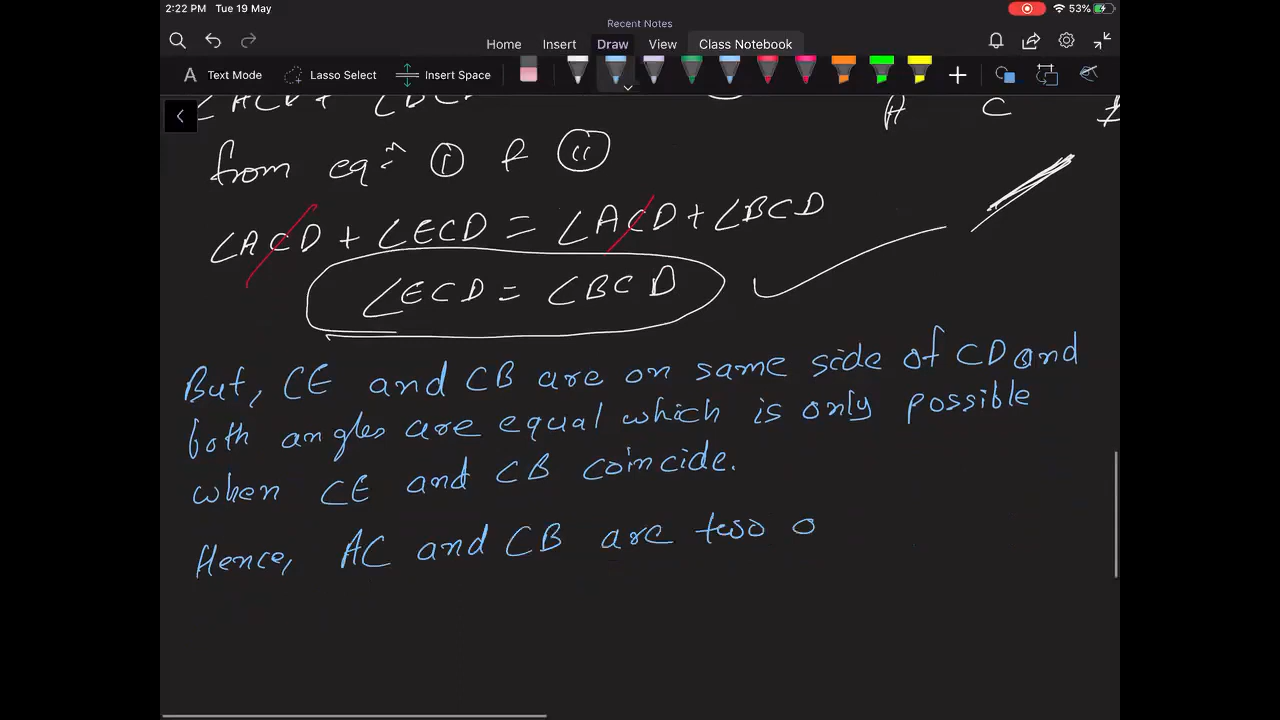 2:22 PM Tue 19 May
53%
Recent Notes
Home Insert Draw View Class Notebook
A Text Mode Lasso Select Insert Space
∠ACD + ∠BCD
A C
from eqⁿ (i) & (ii)
∠ACD + ∠ECD = ∠ACD + ∠BCD
∠ECD = ∠BCD
But, CE and CB are on same side of CD and
both angles are equal which is only possible
when CE and CB coincide.
Hence, AC and CB are two o